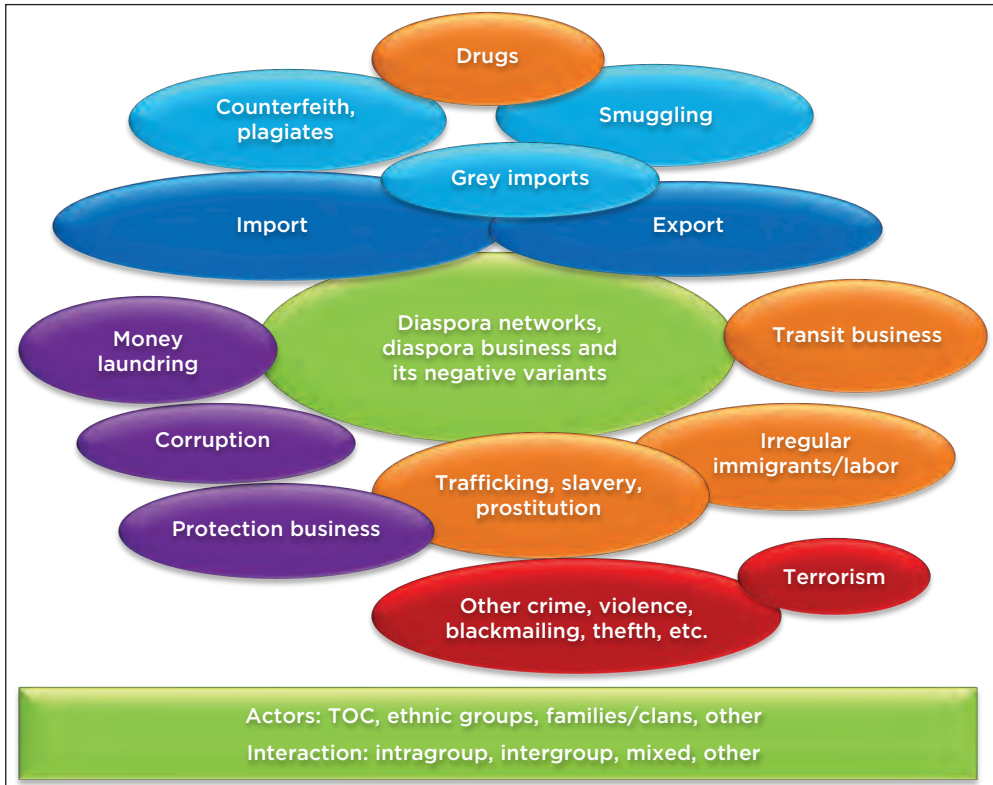 Drugs
Counterfeith,
plagiates
Smuggling
Grey imports
Import
Export
Diaspora networks,
diaspora business and
its negative variants
Money
laundring
Transit business
Corruption
Irregular
immigrants/labor
Trafficking, slavery,
prostitution
Protection business
Terrorism
Other crime, violence,
blackmailing, thefth, etc.
Actors: TOC, ethnic groups, families/clans, other
Interaction: intragroup, intergroup, mixed, other